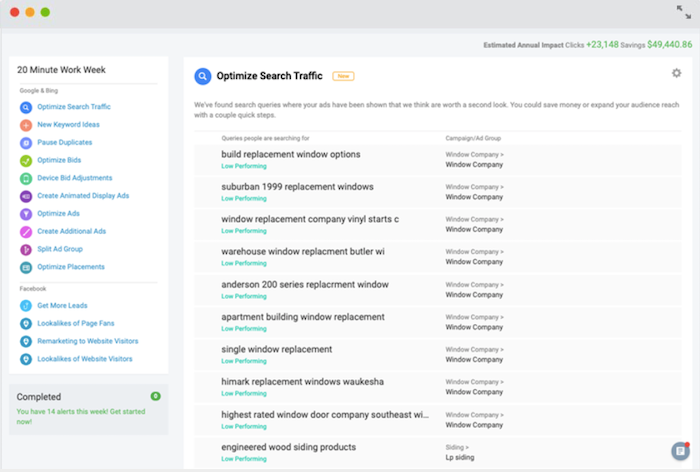 Estimated Annual Impact Clicks +23,148 Savings $49,440.86
20 Minute Work Week
Google & Bing
Optimize Search Traffic
New Keyword Ideas
Pause Duplicates
Optimize Bids
Device Bid Adjustments
Create Animated Display Ads
Optimize Ads
Create Additional Ads
Split Ad Group
Optimize Placements
Facebook
Get More Leads
Lookalikes of Page Fans
Remarketing to Website Visitors
Lookalikes of Website Visitors
Completed 0
You have 14 alerts this week! Get started
now!
Optimize Search Traffic New
We've found search queries where your ads have been shown that we think are worth a second look. You could save money or expand your audience reach
with a couple quick steps.
Queries people are searching for Campaign/Ad Group
build replacement window options Window Company >
Low Performing Window Company
suburban 1999 replacement windows Window Company >
Low Performing Window Company
window replacement company vinyl starts c Window Company >
Low Performing Window Company
warehouse window replacment butler wi Window Company >
Low Performing Window Company
anderson 200 series replacrment window Window Company >
Low Performing Window Company
apartment building window replacement Window Company >
Low Performing Window Company
single window replacement Window Company >
Low Performing Window Company
himark replacement windows waukesha Window Company >
Low Performing Window Company
highest rated window door company southeast wi... Window Company >
Low Performing Window Company
engineered wood siding products Siding >
Low Performing Lp siding